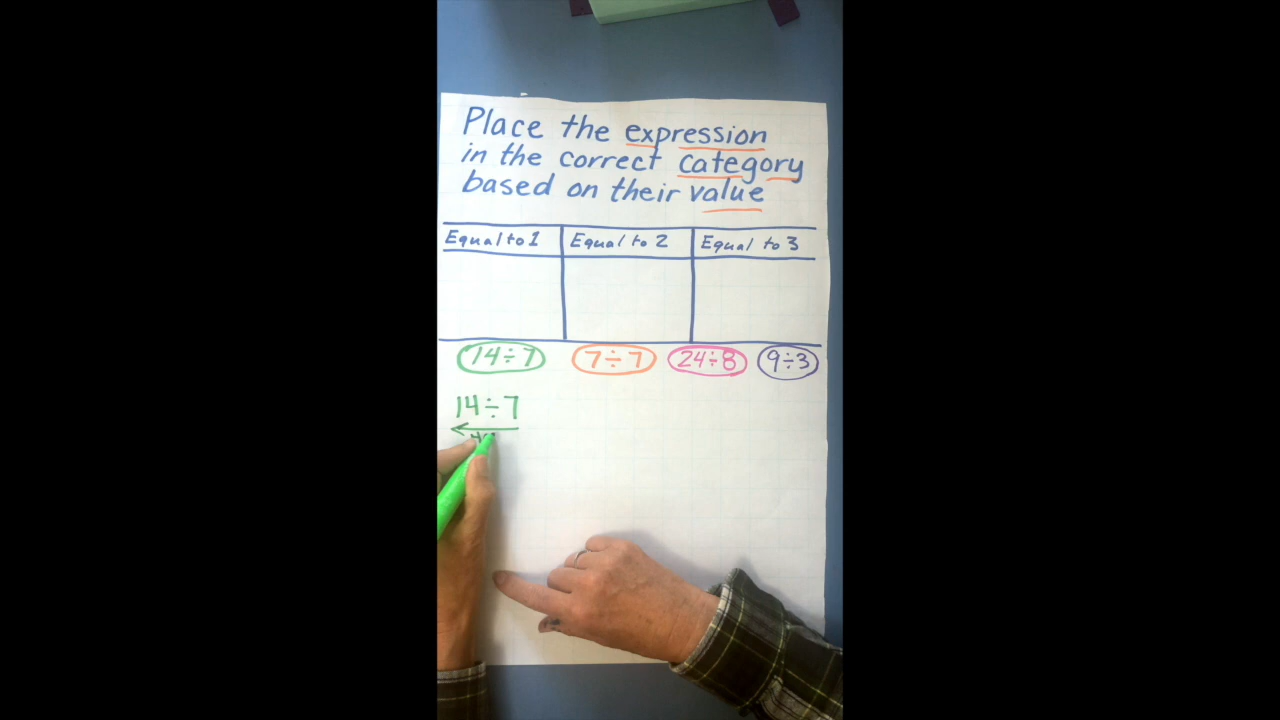 Place the expression
in the correct category
based on their value
Equal to 1 Equal to 2 Equal to 3
14÷7 7÷7 24÷8 9÷3
14÷7